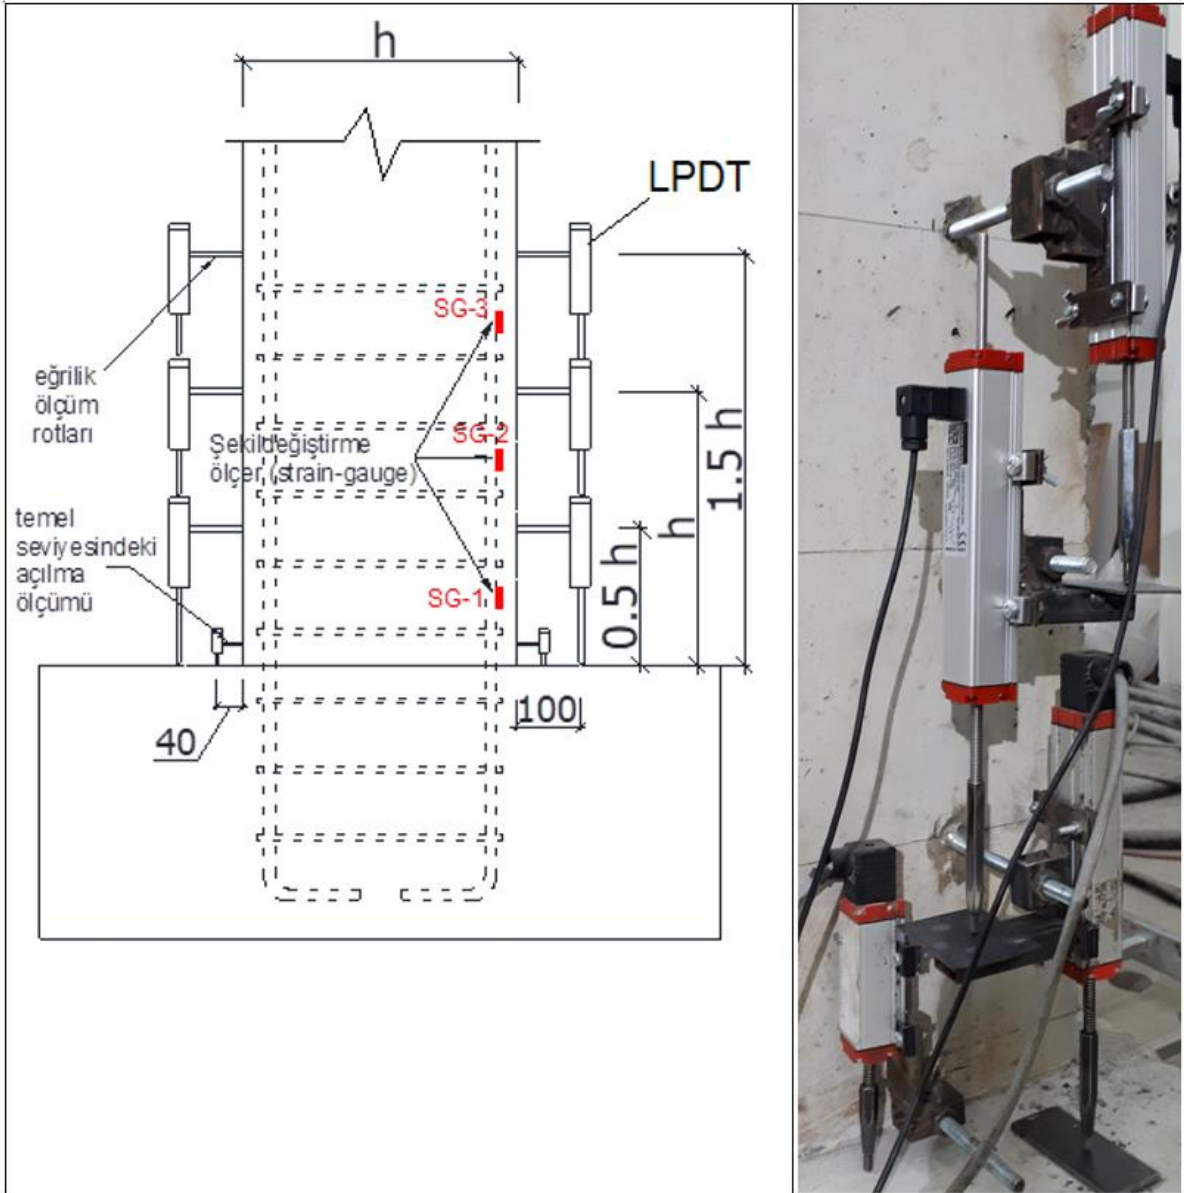 h
LPDT
SG-3
eğrilik
ölçüm
rotları
SG-2
Şekildeğiştirme
ölçer (strain-gauge)
temel
seviyesindeki
açılma
ölçümü
SG-1
0.5 h
h
1.5 h
40
100